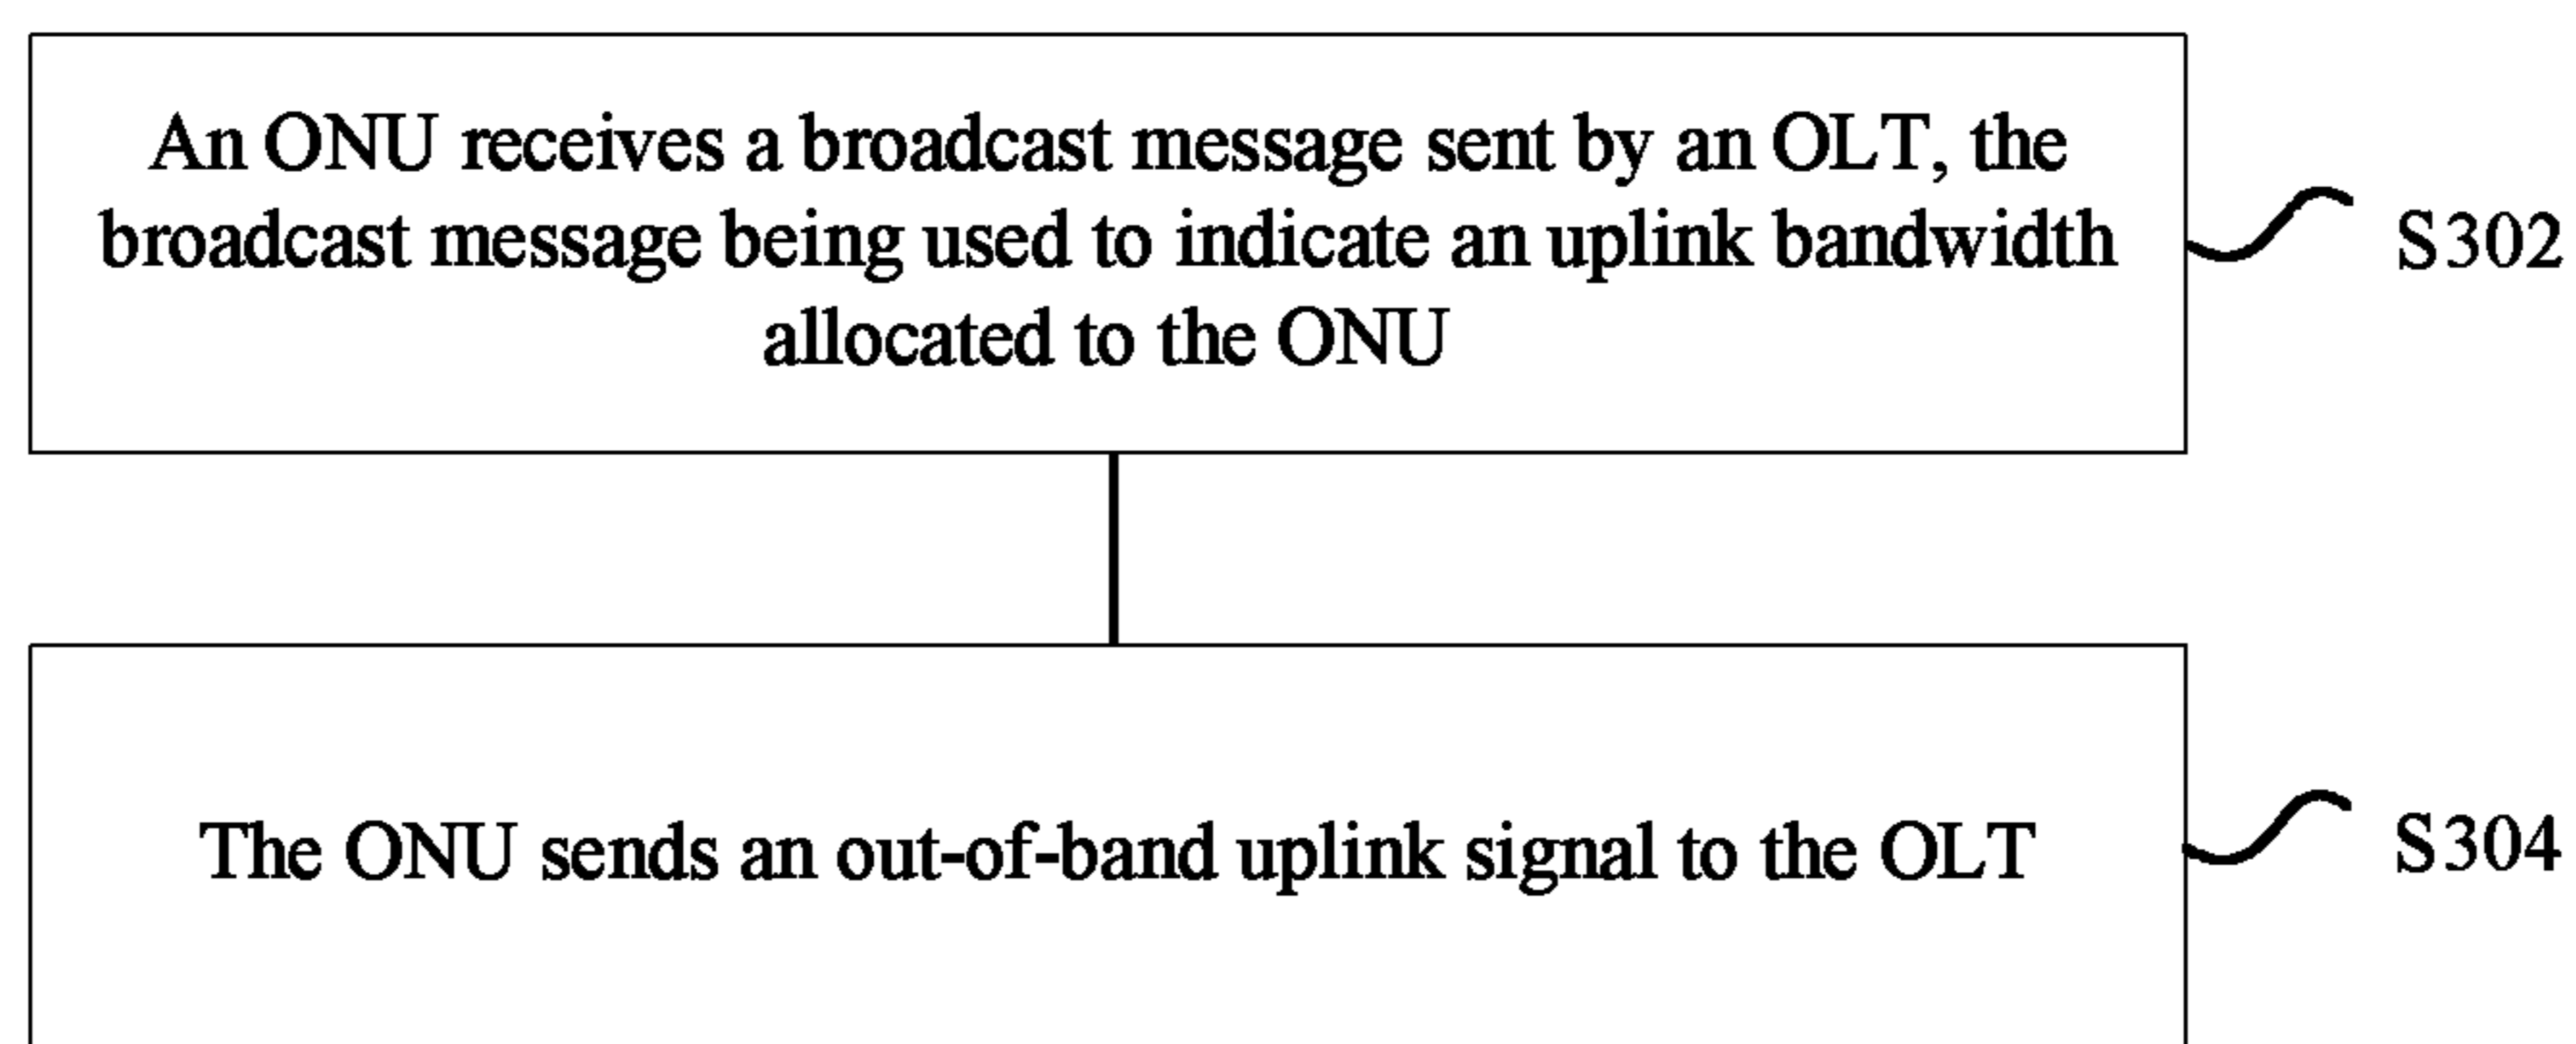 An ONU receives a broadcast message sent by an OLT, the
broadcast message being used to indicate an uplink bandwidth
allocated to the ONU
S302
The ONU sends an out-of-band uplink signal to the OLT
S304